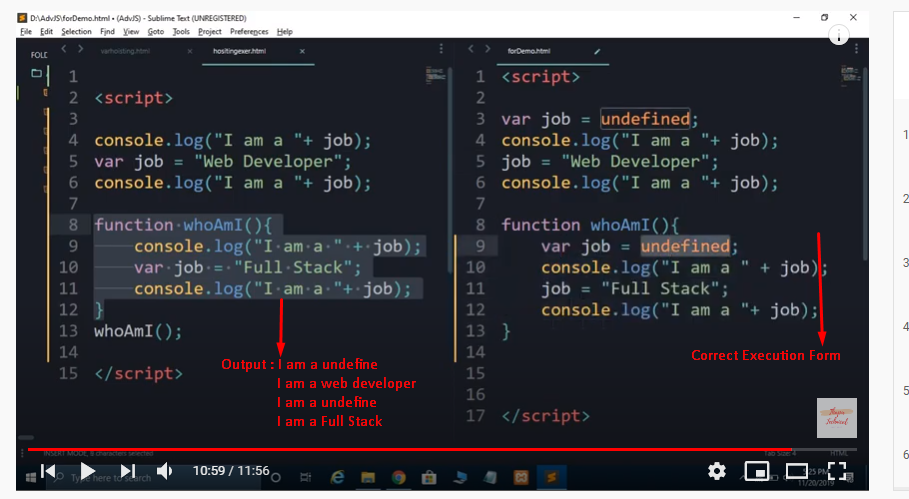 D:\AdvJS\forDemo.html • (AdvJS) - Sublime Text (UNREGISTERED)
File Edit Selection Find View Goto Tools Project Preferences Help
FOLD
varhoisting.html
hositingexer.html
1
2 <script>
3
4 console.log("I am a "+ job);
5 var job = "Web Developer";
6 console.log("I am a "+ job);
7
8 function whoAmI(){
9 console.log("I am a " + job);
10 var job = "Full Stack";
11 console.log("I am a "+ job);
12 }
13 whoAmI();
14
15 </script>
Output : I am a undefine
I am a web developer
I am a undefine
I am a Full Stack
forDemo.html
1 <script>
2
3 var job = undefined;
4 console.log("I am a "+ job);
5 job = "Web Developer";
6 console.log("I am a "+ job);
7
8 function whoAmI(){
9 var job = undefined;
10 console.log("I am a " + job);
11 job = "Full Stack";
12 console.log("I am a "+ job);
13 }
14
15
16
17 </script>
Correct Execution Form
INSERT MODE, 8 characters selected
Tab Size: 4
HTML
Type here to search
10:59 / 11:56
5:25 PM
11/20/2019
1
2
3
4
5
6